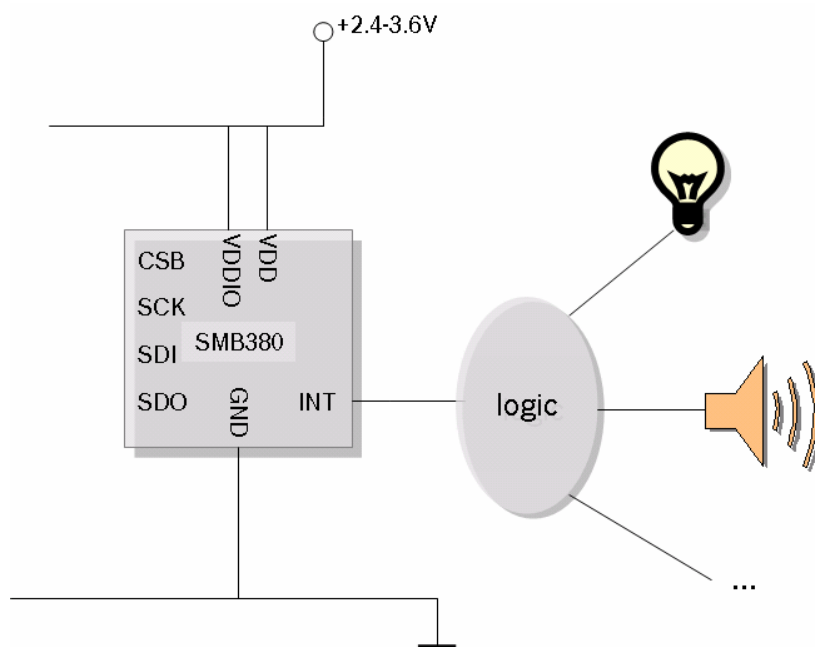 +2.4-3.6V
CSB
VDDIO
VDD
SCK
SMB380
SDI
SDO
GND
INT
logic
...